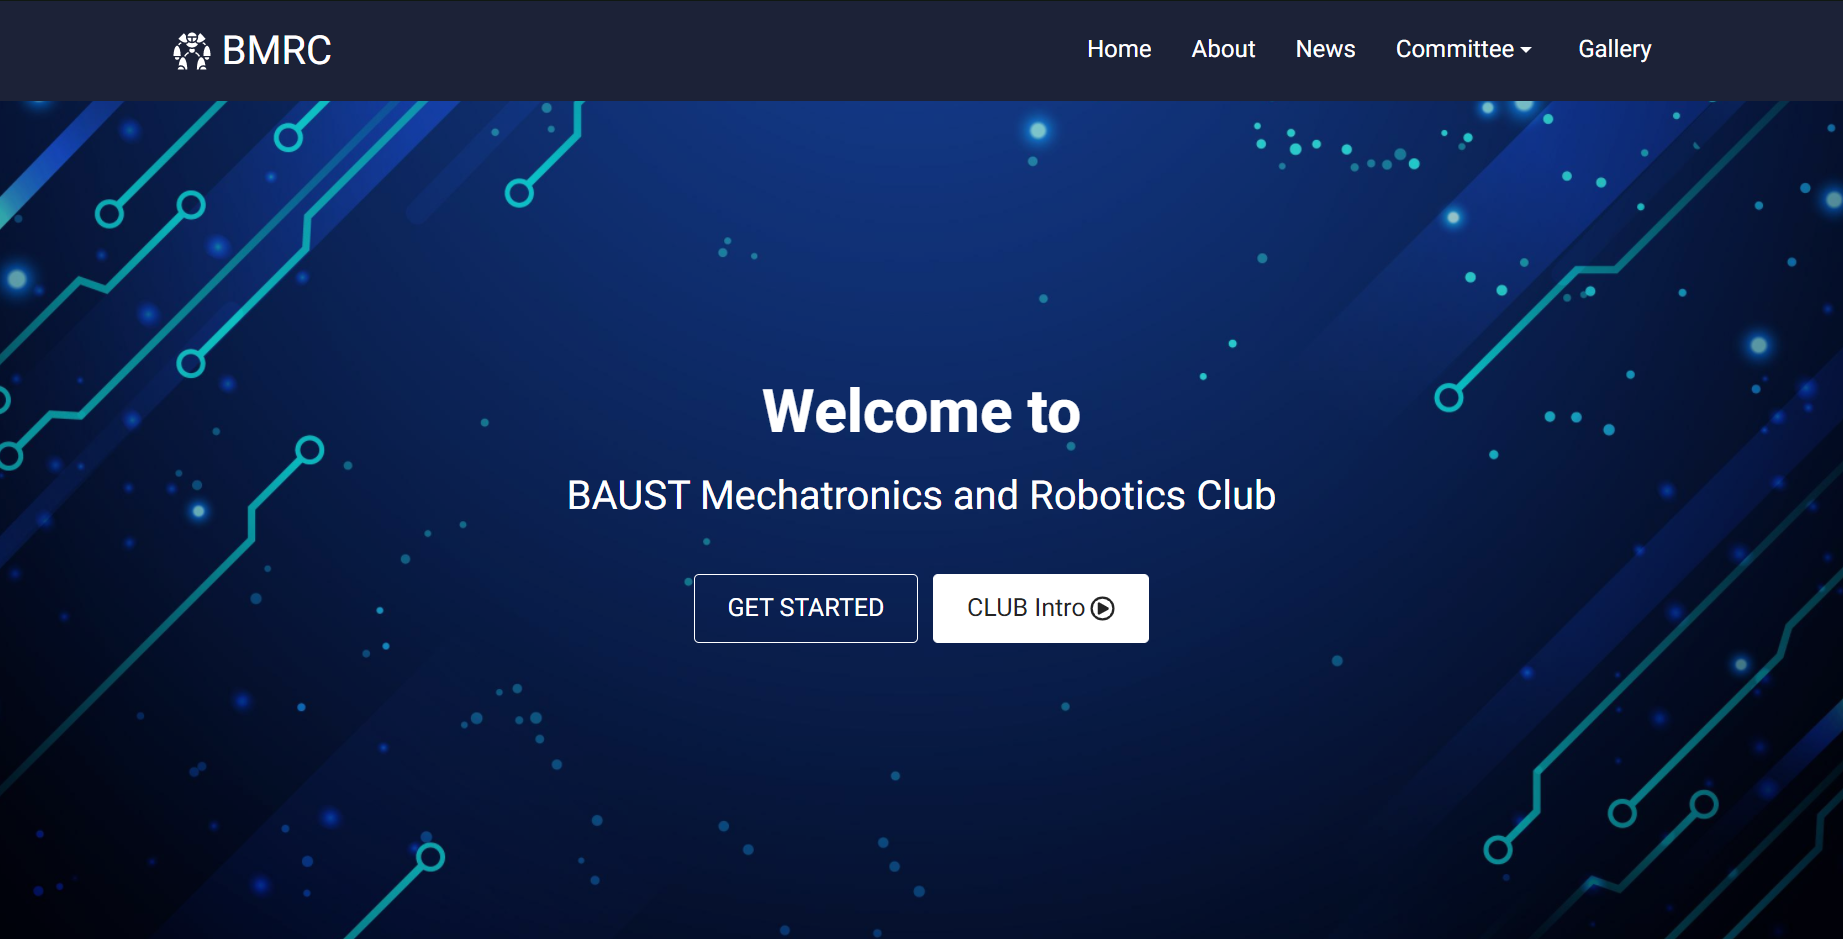 BMRC
Home About News Committee Gallery
Welcome to
BAUST Mechatronics and Robotics Club
GET STARTED CLUB Intro